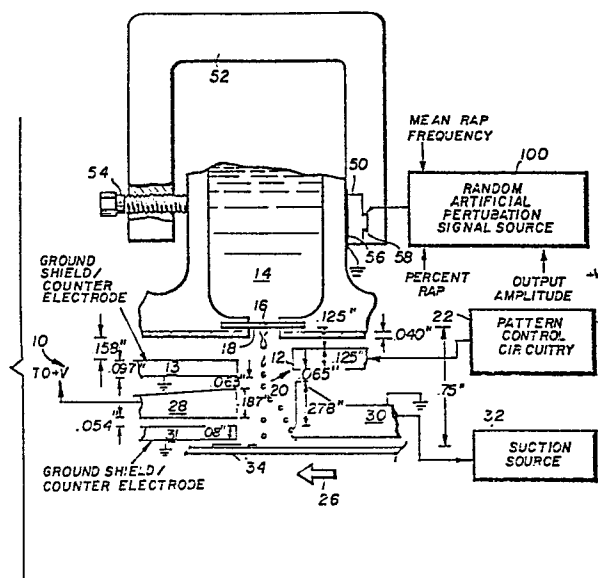 52
MEAN RAP
FREQUENCY
54
50
100
RANDOM
ARTIFICIAL
PERTUBATION
SIGNAL SOURCE
56
58
14
GROUND
SHIELD/
COUNTER
ELECTRODE
PERCENT
RAP
OUTPUT
AMPLITUDE
16
.125"
22
PATTERN
CONTROL
CIRCUITRY
18
.040"
10
TO+V
.158"
.097"
13
.063"
12
.125"
.065"
20
.187"
.278"
.75"
28
30
32
SUCTION
SOURCE
.054"
31
.08"
GROUND SHIELD/
COUNTER ELECTRODE
34
26